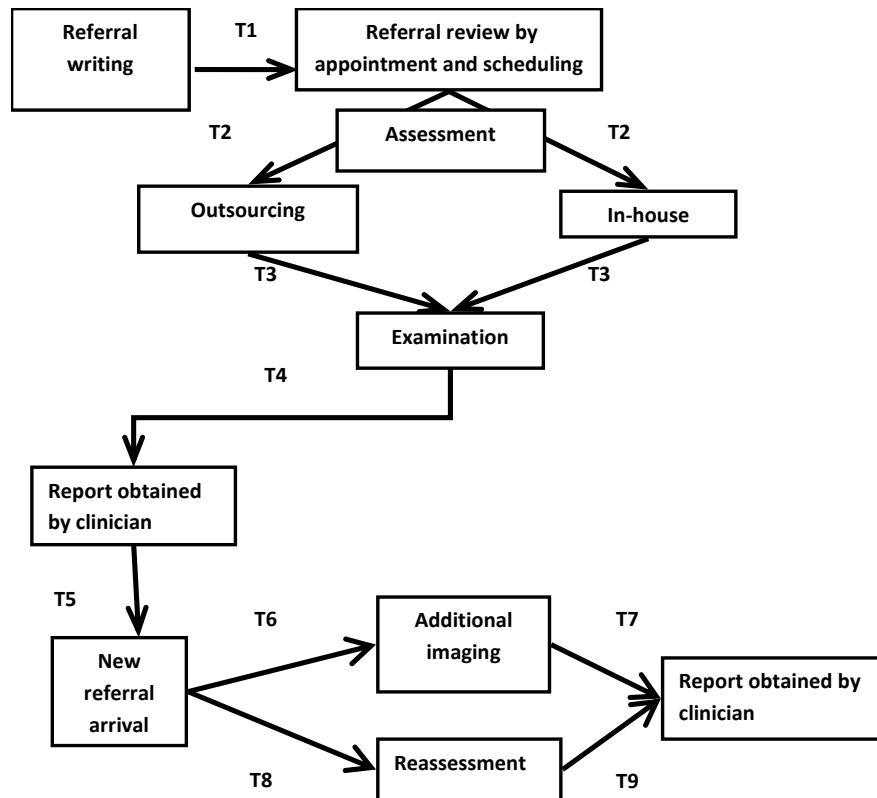 Referral
writing
T1
Referral review by
appointment and scheduling
T2
Assessment
T2
Outsourcing
In-house
T3
T3
Examination
T4
Report obtained
by clinician
T5
New
referral
arrival
T6
Additional
imaging
T7
Report obtained by
clinician
T8
Reassessment
T9